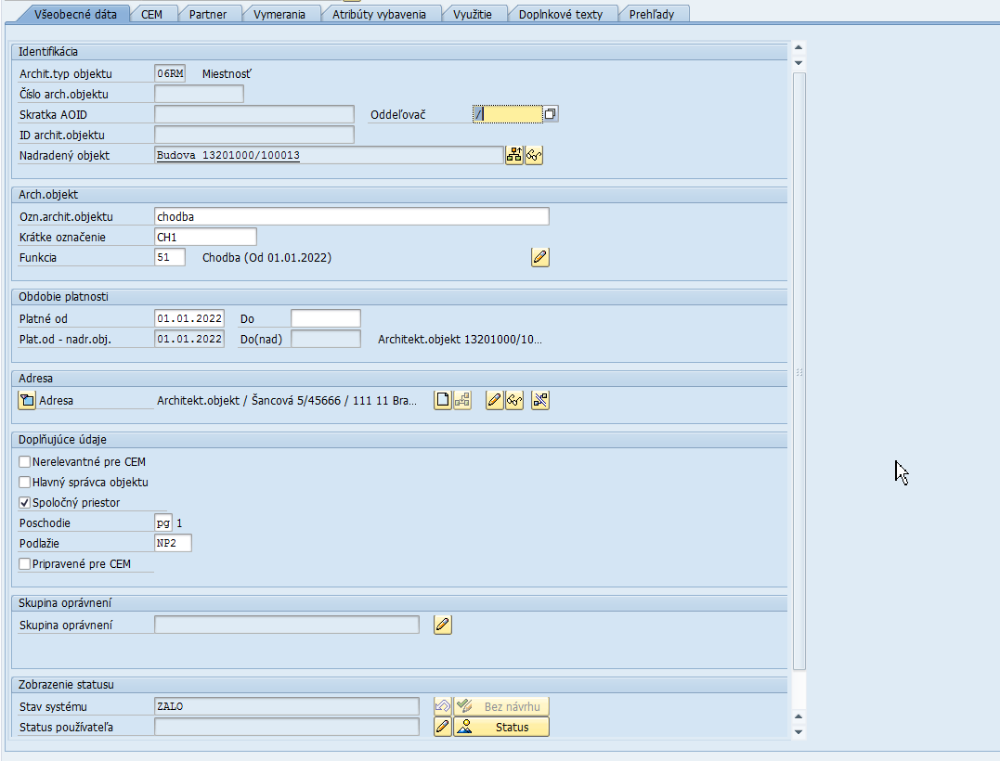 Všeobecné dáta CEM Partner Vymerania Atribúty vybavenia Využitie Doplnkové texty Prehľady
Identifikácia
Archit.typ objektu 06RM Miestnosť
Číslo arch.objektu
Skratka AOID Oddeľovač /
ID archit.objektu
Nadradený objekt Budova 13201000/100013
Arch.objekt
Ozn.archit.objektu chodba
Krátke označenie CH1
Funkcia 51 Chodba (Od 01.01.2022)
Obdobie platnosti
Platné od 01.01.2022 Do
Plat.od - nadr.obj. 01.01.2022 Do(nad) Architekt.objekt 13201000/10...
Adresa
Adresa Architekt.objekt / Šancová 5/45666 / 111 11 Bra...
Doplňujúce údaje
Nerelevantné pre CEM
Hlavný správca objektu
Spoločný priestor
Poschodie pg 1
Podlažie NP2
Pripravené pre CEM
Skupina oprávnení
Skupina oprávnení
Zobrazenie statusu
Stav systému ZALO Bez návrhu
Status používateľa Status